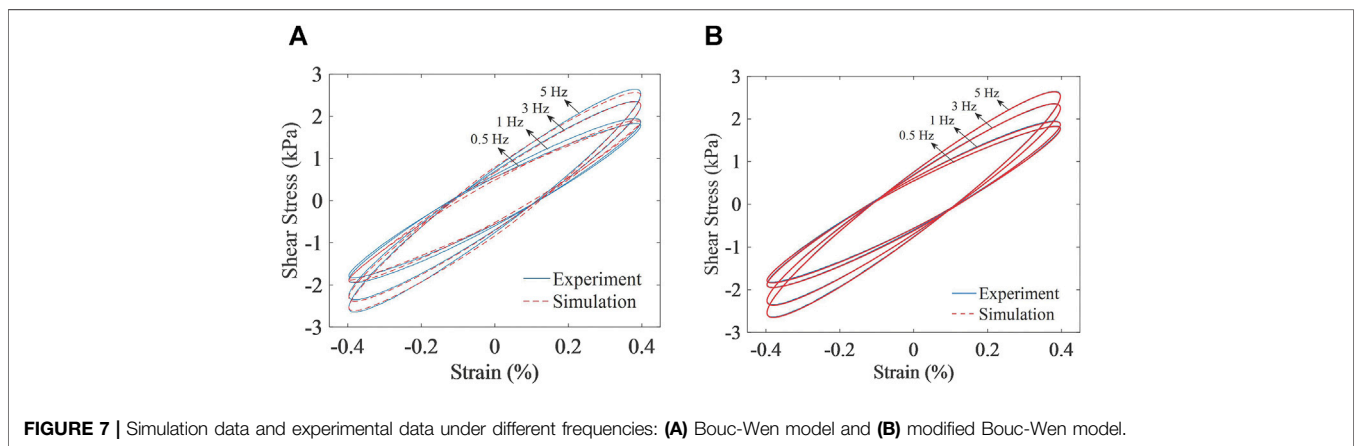 A
3
2
1
0
-1
-2
-3
Shear Stress (kPa)
5 Hz
3 Hz
1 Hz
0.5 Hz
Experiment
Simulation
-0.4
-0.2
0
0.2
0.4
Strain (%)
B
3
2
1
0
-1
-2
-3
Shear Stress (kPa)
5 Hz
3 Hz
1 Hz
0.5 Hz
Experiment
Simulation
-0.4
-0.2
0
0.2
0.4
Strain (%)
FIGURE 7 | Simulation data and experimental data under different frequencies: (A) Bouc-Wen model and (B) modified Bouc-Wen model.